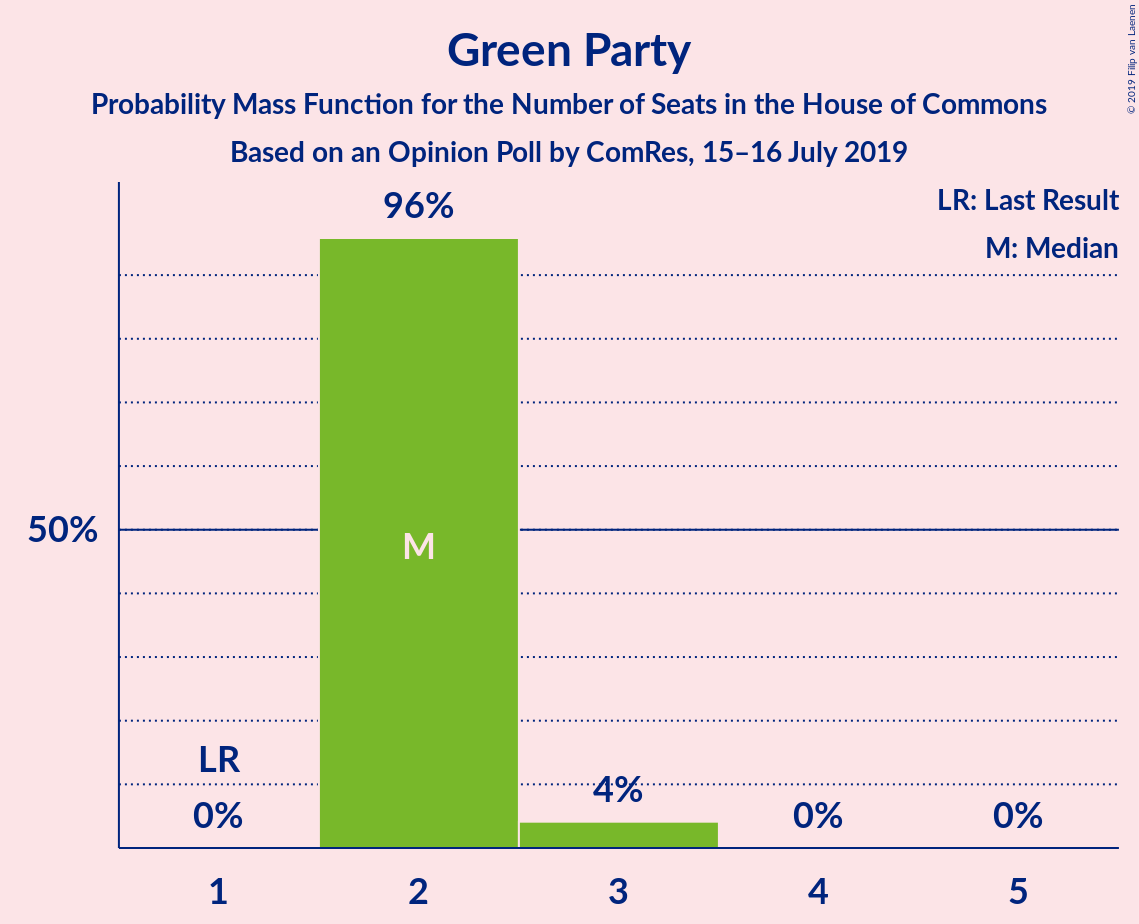 Green Party
Probability Mass Function for the Number of Seats in the House of Commons
Based on an Opinion Poll by ComRes, 15–16 July 2019
© 2019 Filip van Laenen
LR: Last Result
M: Median
96%
50%
M
LR
0%
4%
0%
0%
1
2
3
4
5